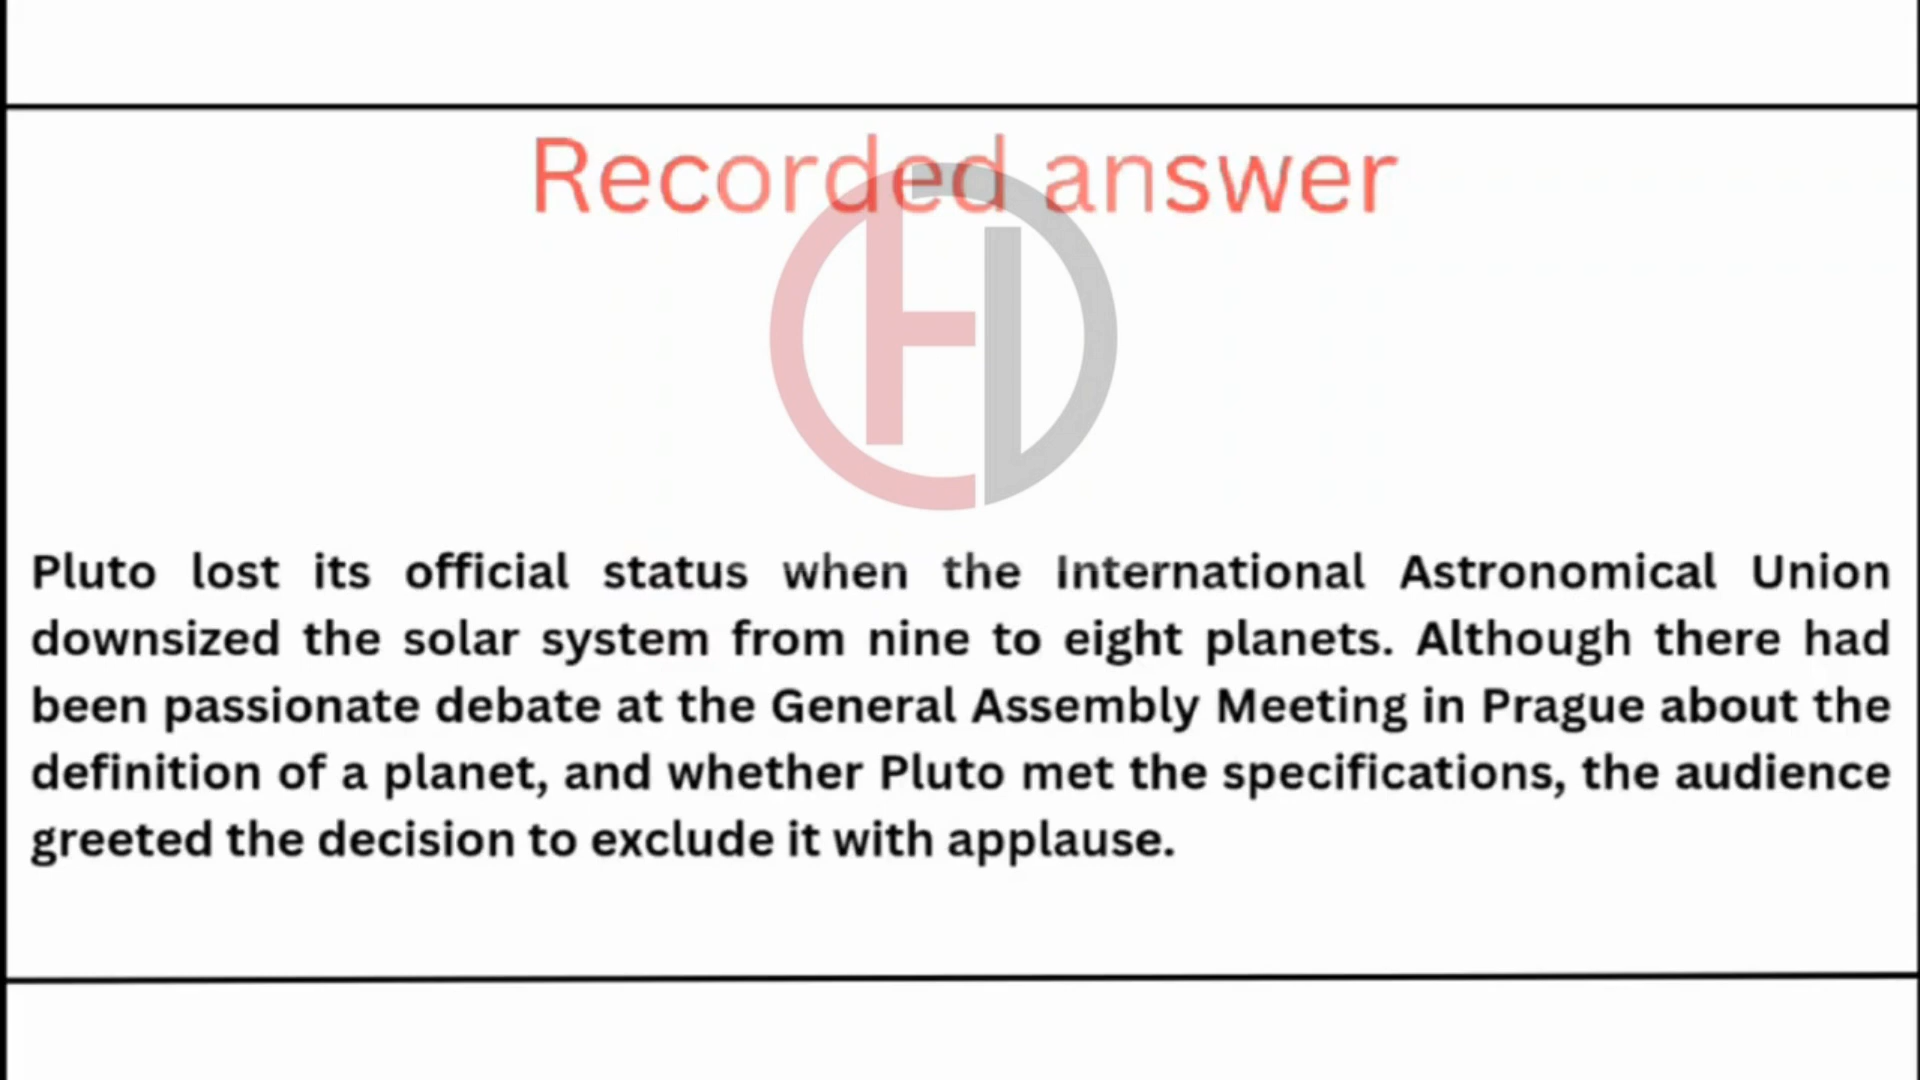 Recorded answer
Pluto lost its official status when the International Astronomical Union
downsized the solar system from nine to eight planets. Although there had
been passionate debate at the General Assembly Meeting in Prague about the
definition of a planet, and whether Pluto met the specifications, the audience
greeted the decision to exclude it with applause.